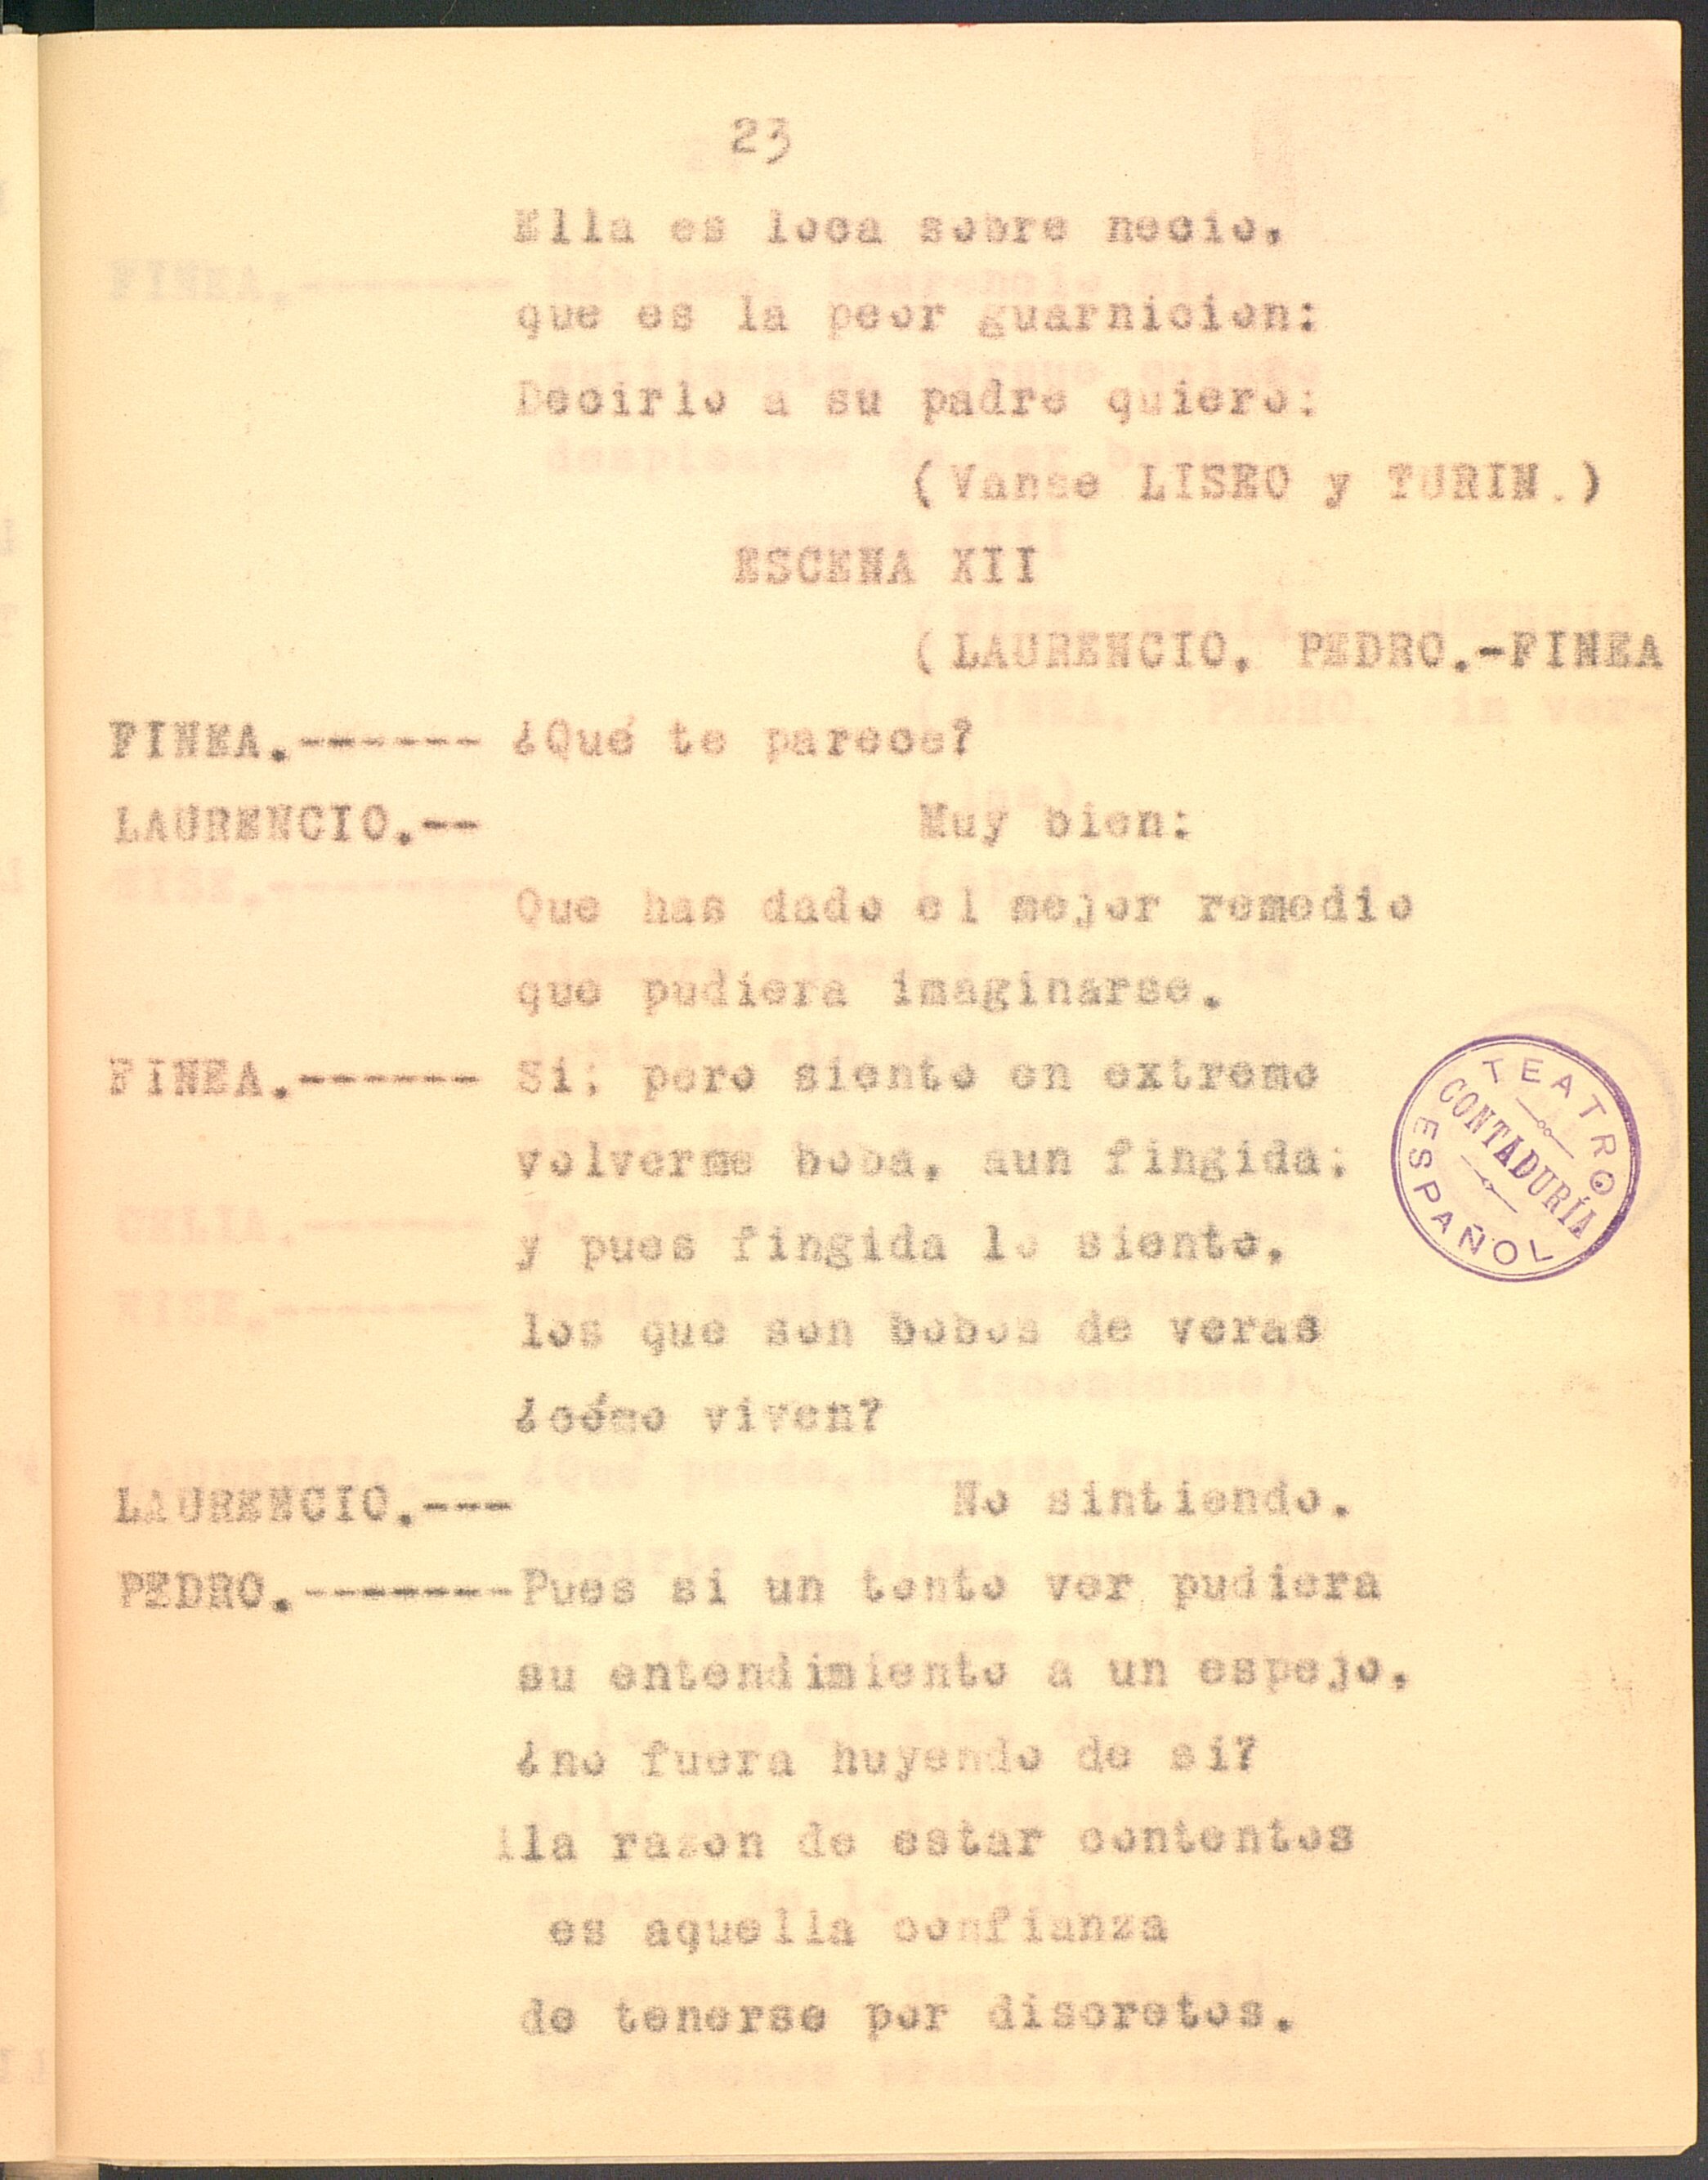 23
Ella es loca sobre necio,
que es la peor guarnicion:
Decirlo a su padre quiero:
(Vanse LISEO y TURIN.)
ESCENA XII
(LAURENCIO, PEDRO.-FINEA
FINEA.------ ¿Qué te parece?
LAURENCIO.-- Muy bien:
Que has dado el mejor remedio
que pudiera imaginarse.
FINEA.------ Si; pero siento en extremo
volverme boba, aun fingida;
y pues fingida lo siento,
los que son bobos de veras
¿cómo viven?
LAURENCIO.--- No sintiendo.
PEDRO.-------Pues si un tonto ver pudiera
su entendimiento a un espejo,
¿no fuera huyendo de si?
lla razon de estar contentos
es aquella confianza
de tenerse por discretos.
TEATRO ESPAÑOL
CONTADURÍA